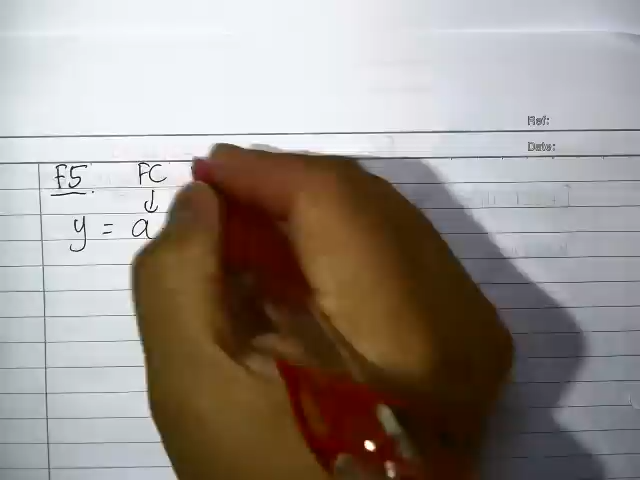 Ref:
Date:
F5. FC
↓
y = a